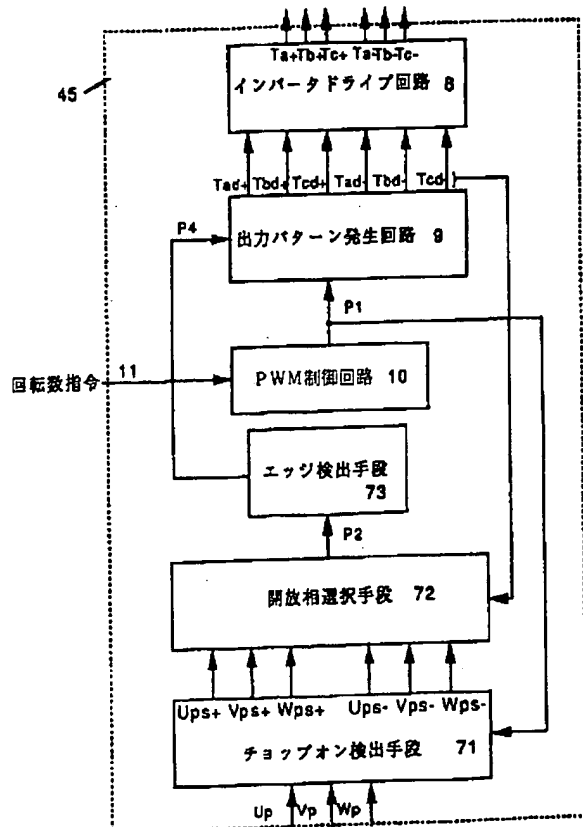 Ta+ Tb+ Tc+ Ta- Tb- Tc-
インバータドライブ回路 8
45
Tad+ Tbd+ Tcd+ Tad- Tbd- Tcd-
P4
出力パターン発生回路 9
P1
回転数指令
11
PWM制御回路 10
エッジ検出手段
73
P2
開放相選択手段 72
Ups+ Vps+ Wps+ Ups- Vps- Wps-
チョップオン検出手段 71
Up Vp Wp